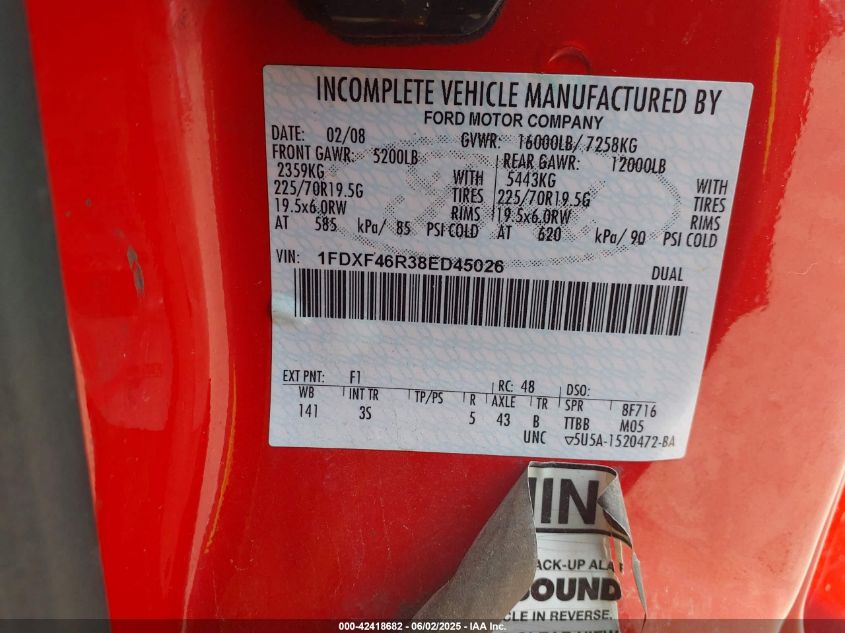 INCOMPLETE VEHICLE MANUFACTURED BY
FORD MOTOR COMPANY
DATE: 02/08 GVWR: 16000LB/ 7258KG
FRONT GAWR: 5200LB REAR GAWR: 12000LB
2359KG WITH 5443KG WITH
225/70R19.5G TIRES 225/70R19.5G TIRES
19.5x6.0RW RIMS 19.5x6.0RW RIMS
AT 585 kPa/ 85 PSI COLD AT 620 kPa/ 90 PSI COLD
VIN: 1FDXF46R38ED45026 DUAL
EXT PNT: F1 RC: 48 DSO:
WB INT TR TP/PS R AXLE TR SPR 8F716
141 3S 5 43 B TTBB M05
UNC ▽5U5A-1520472-BA
ACK-UP
OUND
CLE IN REVERSE.
000-42418682 - 06/02/2025 - IAA Inc.